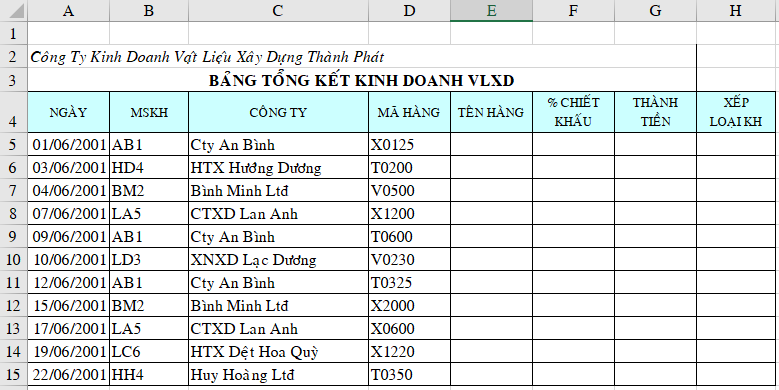 A B C D E F G H
1
2 Công Ty Kinh Doanh Vật Liệu Xây Dựng Thành Phát
3 BẢNG TỔNG KẾT KINH DOANH VLXD
4 NGÀY MSKH CÔNG TY MÃ HÀNG TÊN HÀNG % CHIẾT KHẤU THÀNH TIỀN XẾP LOẠI KH
5 01/06/2001 AB1 Cty An Bình X0125
6 03/06/2001 HD4 HTX Hướng Dương T0200
7 04/06/2001 BM2 Bình Minh Ltđ V0500
8 07/06/2001 LA5 CTXD Lan Anh X1200
9 09/06/2001 AB1 Cty An Bình T0600
10 10/06/2001 LD3 XNXD Lạc Dương V0230
11 12/06/2001 AB1 Cty An Bình T0325
12 15/06/2001 BM2 Bình Minh Ltđ X2000
13 17/06/2001 LA5 CTXD Lan Anh X0600
14 19/06/2001 LC6 HTX Dệt Hoa Quỳ X1220
15 22/06/2001 HH4 Huy Hoàng Ltđ T0350